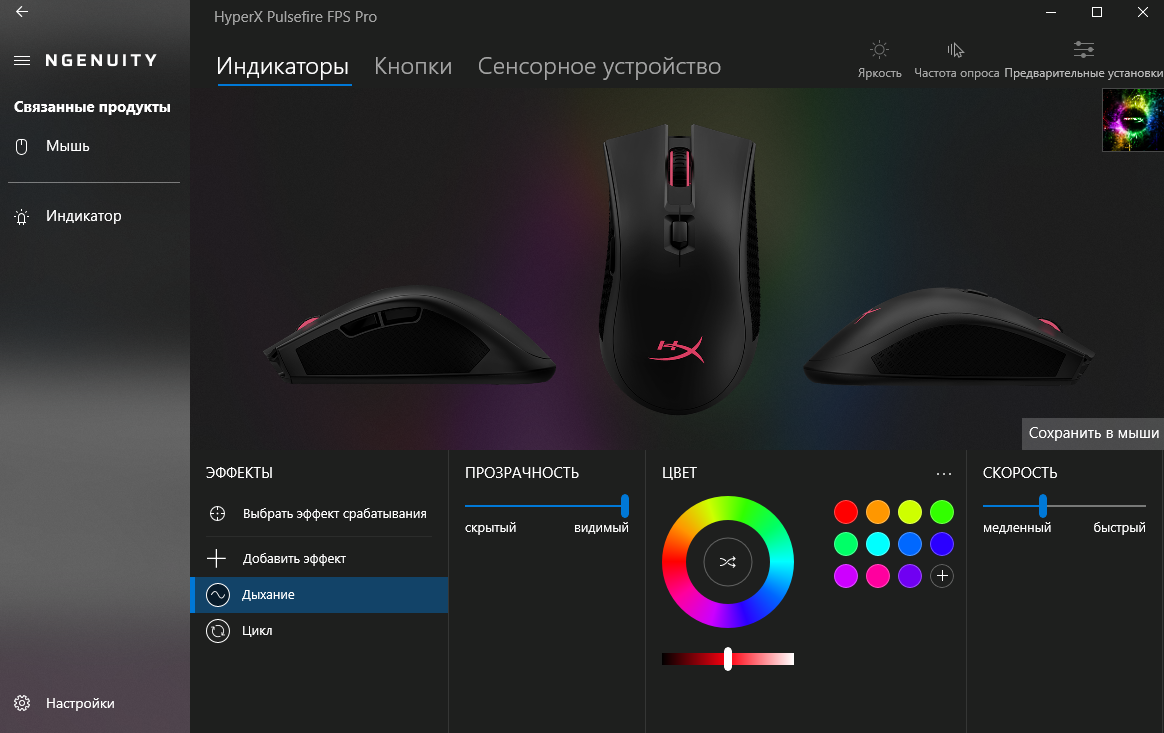 HyperX Pulsefire FPS Pro
NGENUITY
Индикаторы Кнопки Сенсорное устройство
Яркость Частота опроса Предварительные установки
Связанные продукты
Мышь
Индикатор
HX
Сохранить в мыши
ЭФФЕКТЫ
Выбрать эффект срабатывания
Добавить эффект
Дыхание
Цикл
ПРОЗРАЧНОСТЬ
скрытый видимый
ЦВЕТ
СКОРОСТЬ
медленный быстрый
Настройки